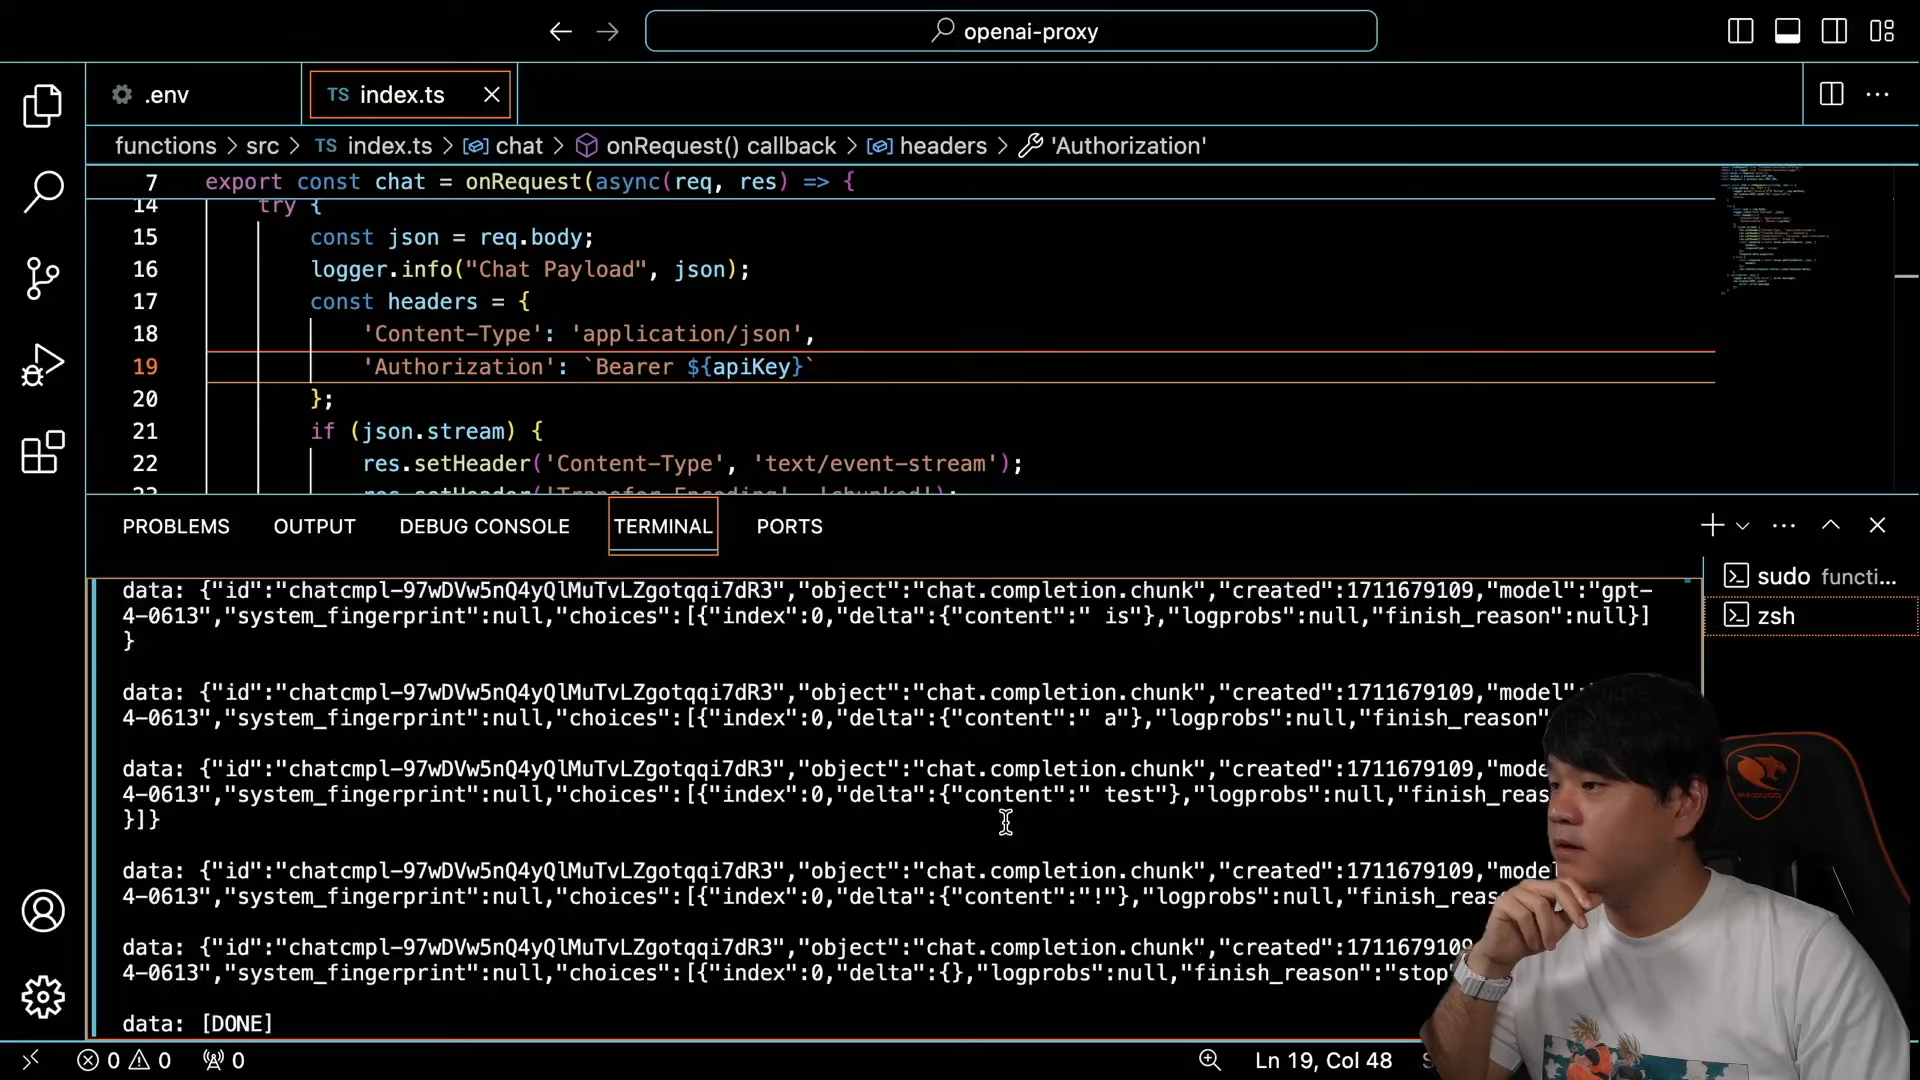 openai-proxy
.env
TS index.ts
functions > src > TS index.ts > chat > onRequest() callback > headers > 'Authorization'
7 export const chat = onRequest(async(req, res) => {
14 try {
15 const json = req.body;
16 logger.info("Chat Payload", json);
17 const headers = {
18 'Content-Type': 'application/json',
19 'Authorization': `Bearer ${apiKey}`
20 };
21 if (json.stream) {
22 res.setHeader('Content-Type', 'text/event-stream');
PROBLEMS OUTPUT DEBUG CONSOLE TERMINAL PORTS
sudo functi...
zsh
data: {"id":"chatcmpl-97wDVw5nQ4yQlMuTvLZgotqqi7dR3","object":"chat.completion.chunk","created":1711679109,"model":"gpt-
4-0613","system_fingerprint":null,"choices":[{"index":0,"delta":{"content":" is"},"logprobs":null,"finish_reason":null}]
}
data: {"id":"chatcmpl-97wDVw5nQ4yQlMuTvLZgotqqi7dR3","object":"chat.completion.chunk","created":1711679109,"model"
4-0613","system_fingerprint":null,"choices":[{"index":0,"delta":{"content":" a"},"logprobs":null,"finish_reason"
data: {"id":"chatcmpl-97wDVw5nQ4yQlMuTvLZgotqqi7dR3","object":"chat.completion.chunk","created":1711679109,"mode
4-0613","system_fingerprint":null,"choices":[{"index":0,"delta":{"content":" test"},"logprobs":null,"finish_reas
}]}
data: {"id":"chatcmpl-97wDVw5nQ4yQlMuTvLZgotqqi7dR3","object":"chat.completion.chunk","created":1711679109,"model
4-0613","system_fingerprint":null,"choices":[{"index":0,"delta":{"content":"!"},"logprobs":null,"finish_reas
data: {"id":"chatcmpl-97wDVw5nQ4yQlMuTvLZgotqqi7dR3","object":"chat.completion.chunk","created":1711679109
4-0613","system_fingerprint":null,"choices":[{"index":0,"delta":{},"logprobs":null,"finish_reason":"stop"
data: [DONE]
0 0 0
Ln 19, Col 48
COUGAR